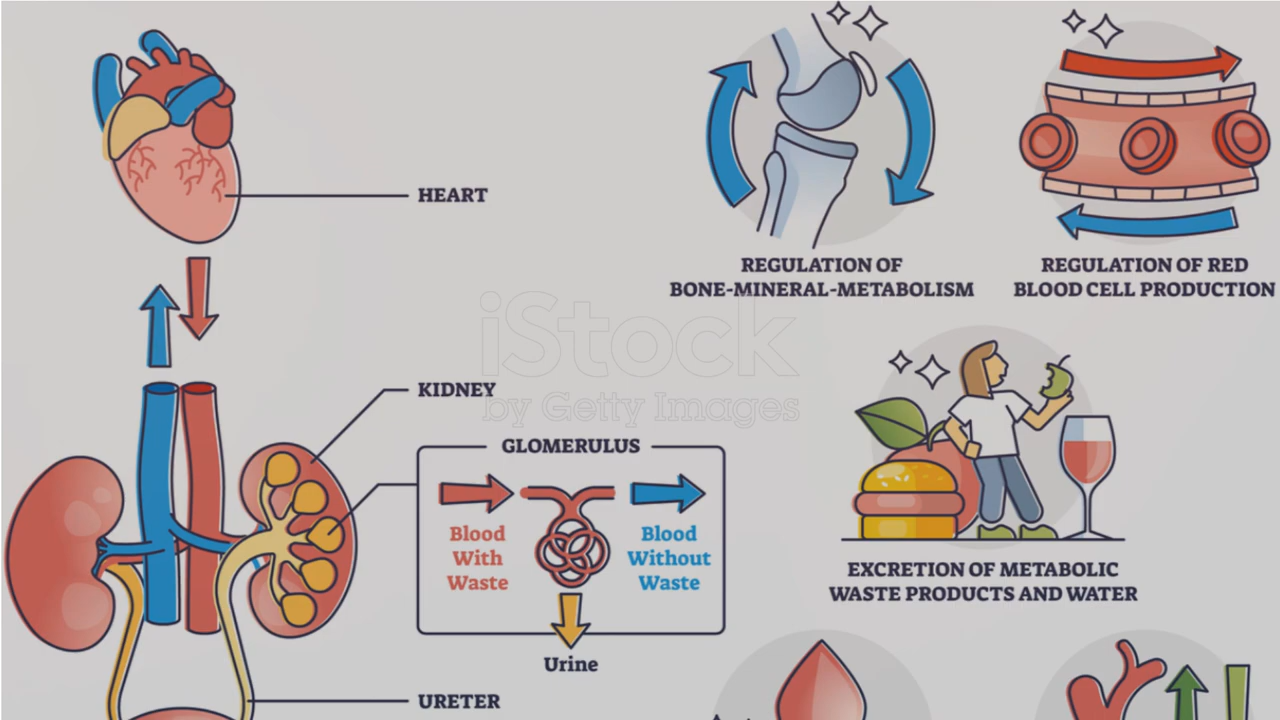 HEART
KIDNEY
GLOMERULUS
Blood
With
Waste
Blood
Without
Waste
Urine
URETER
REGULATION OF
BONE-MINERAL-METABOLISM
REGULATION OF RED
BLOOD CELL PRODUCTION
iStock
by Getty Images
EXCRETION OF METABOLIC
WASTE PRODUCTS AND WATER